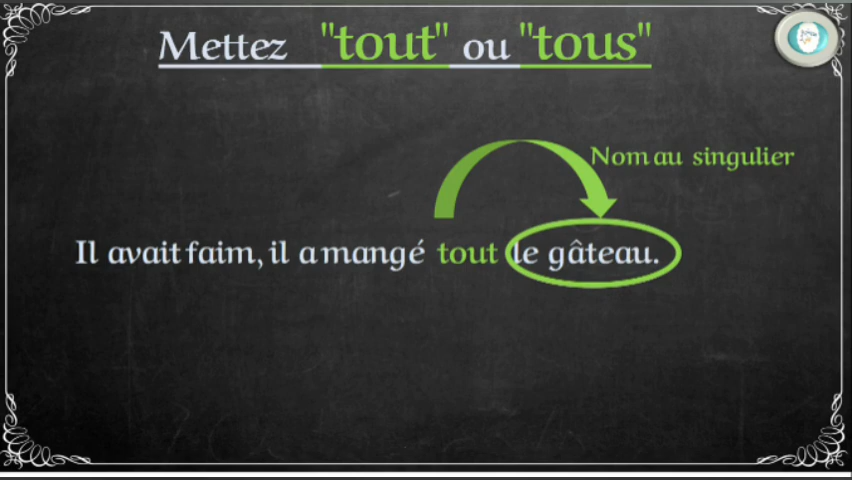 Mettez "tout" ou "tous"
Nom au singulier
Il avait faim, il a mangé tout le gâteau.